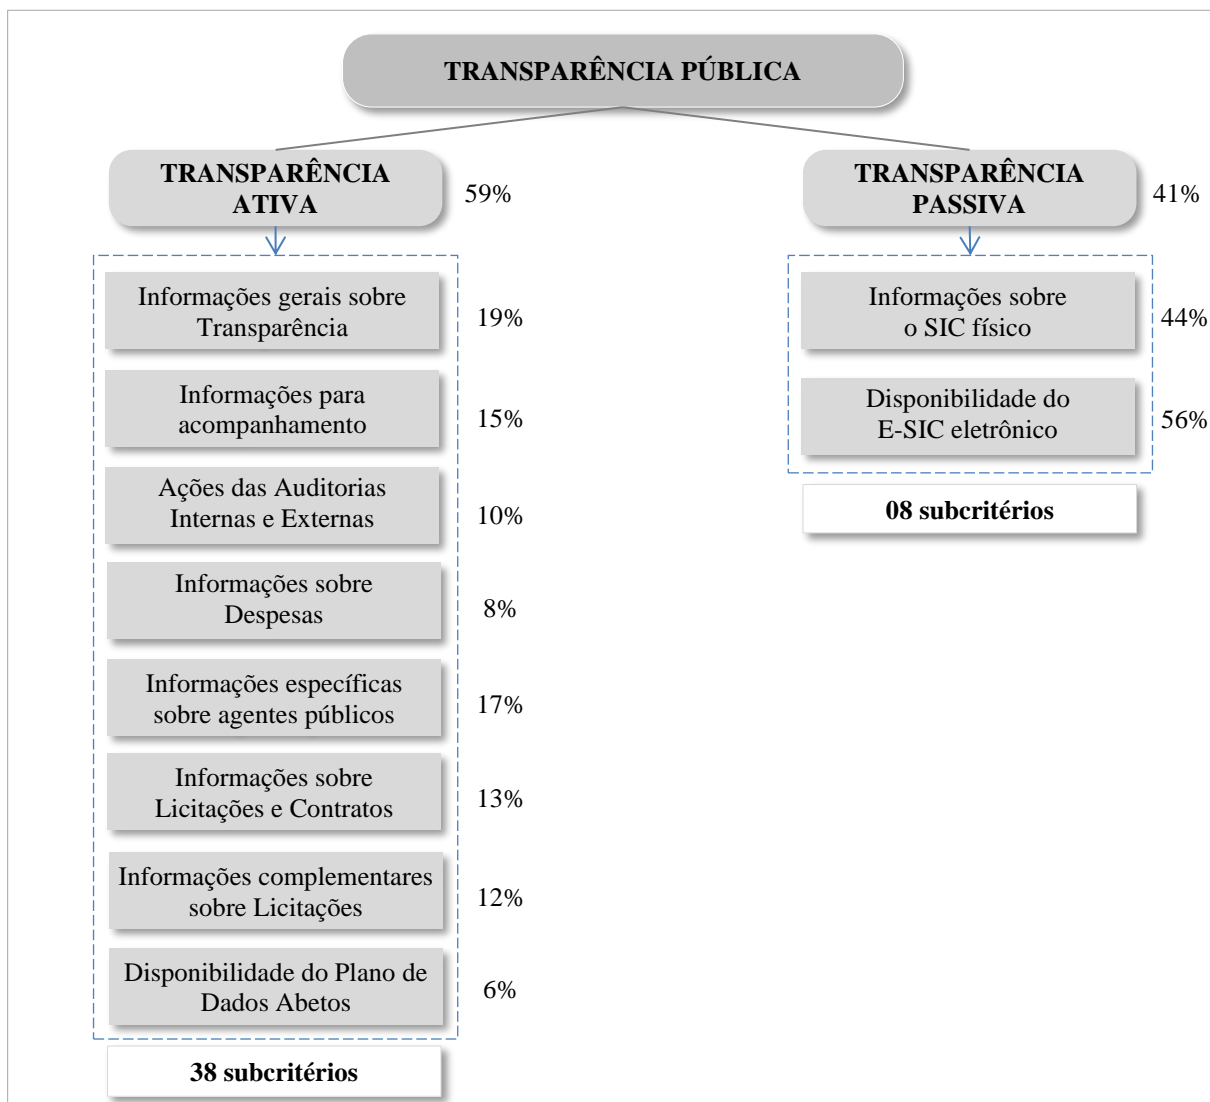 TRANSPARÊNCIA PÚBLICA
TRANSPARÊNCIA
ATIVA
59%
Informações gerais sobre
Transparência
19%
Informações para
acompanhamento
15%
Ações das Auditorias
Internas e Externas
10%
Informações sobre
Despesas
8%
Informações específicas
sobre agentes públicos
17%
Informações sobre
Licitações e Contratos
13%
Informações complementares
sobre Licitações
12%
Disponibilidade do Plano de
Dados Abetos
6%
38 subcritérios
TRANSPARÊNCIA
PASSIVA
41%
Informações sobre
o SIC físico
44%
Disponibilidade do
E-SIC eletrônico
56%
08 subcritérios